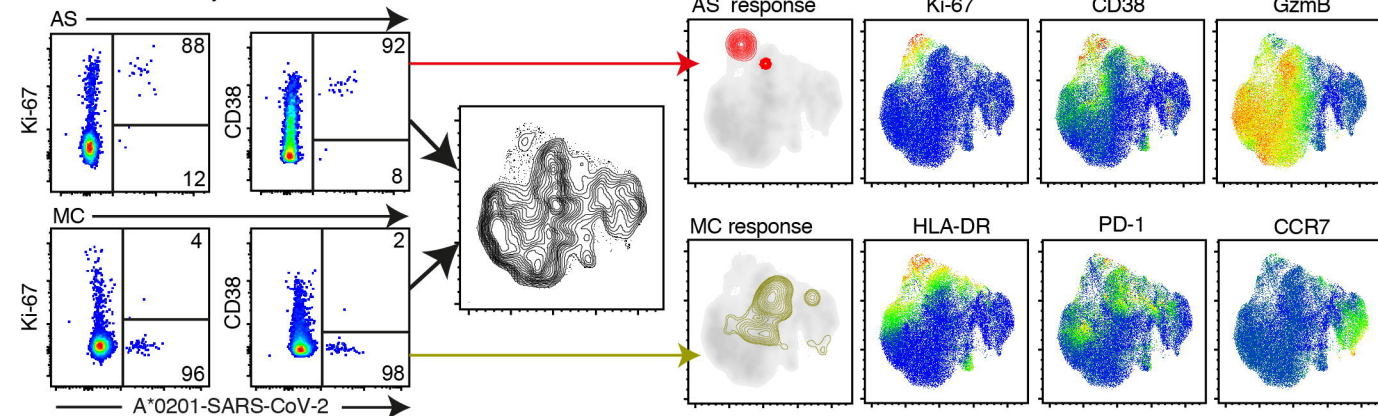 AS
Ki-67
88
12
CD38
92
8
MC
Ki-67
4
96
CD38
2
98
A*0201-SARS-CoV-2
AS response
Ki-67
CD38
GzmB
MC response
HLA-DR
PD-1
CCR7